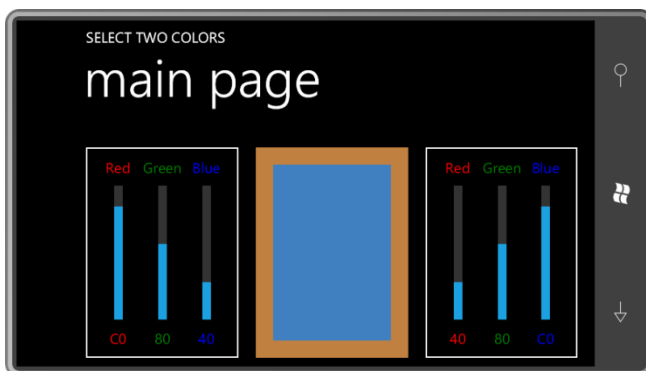 SELECT TWO COLORS
main page
Red Green Blue
C0 80 40
Red Green Blue
40 80 C0